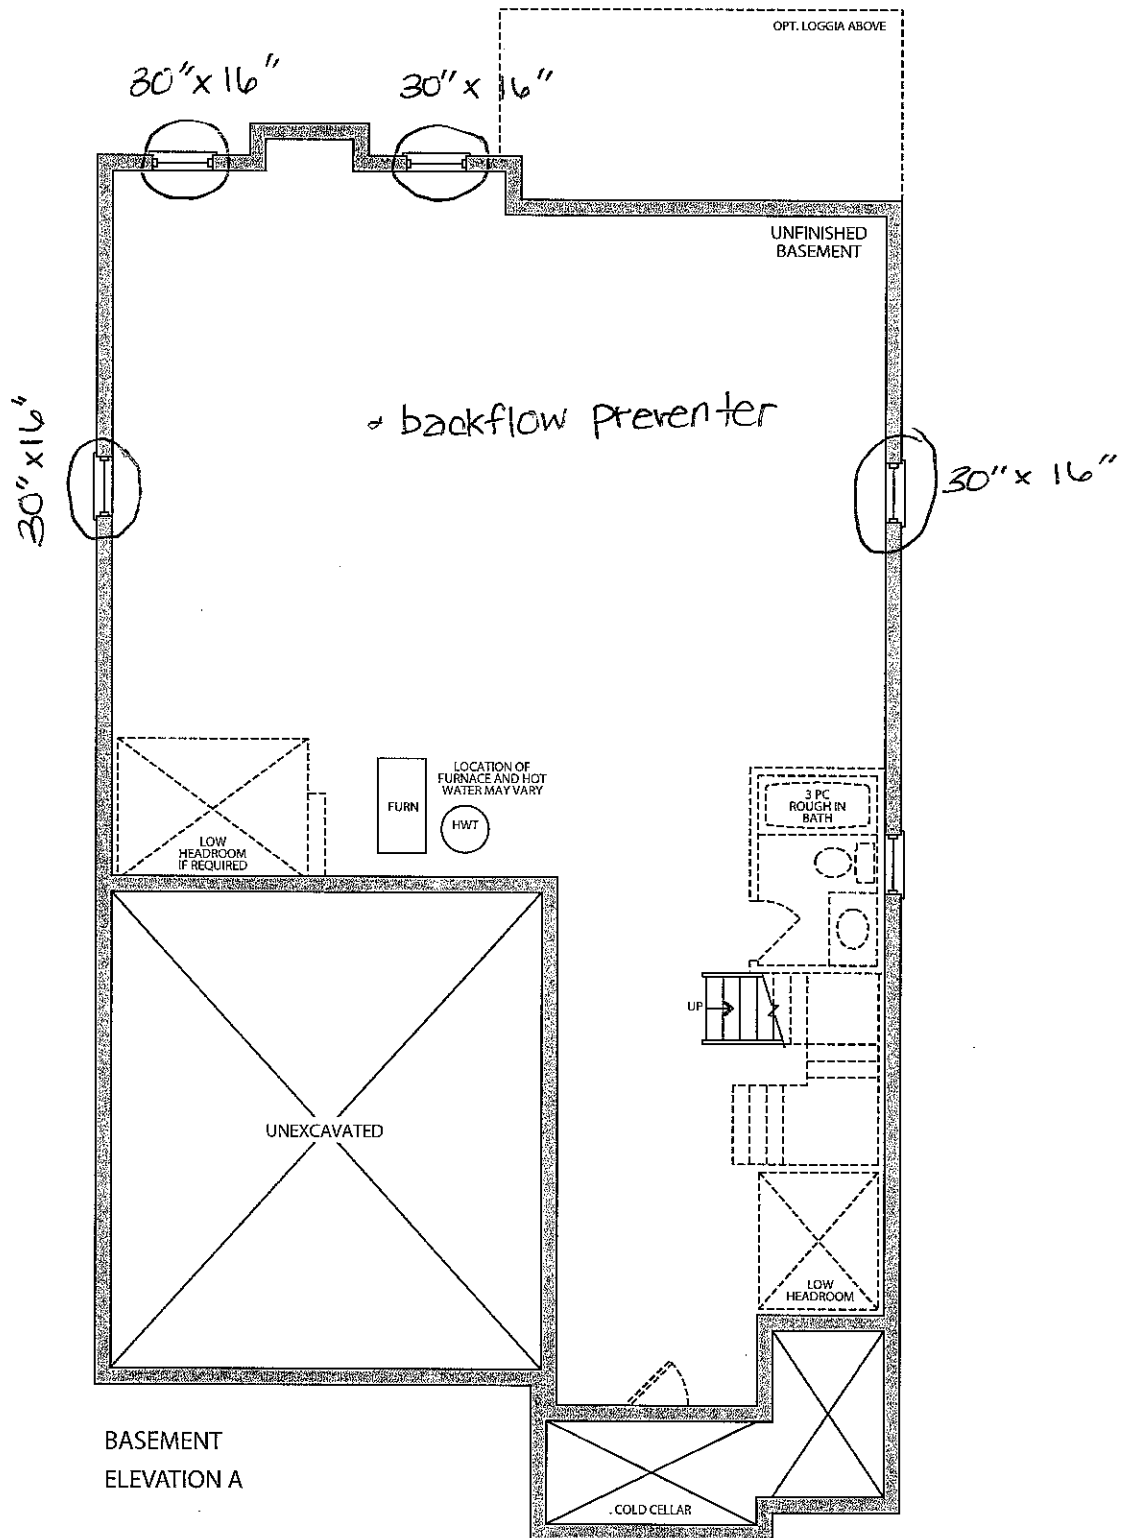 OPT. LOGGIA ABOVE
30" x 16"
30" x 16"
UNFINISHED
BASEMENT
backflow preventer
30" x 16"
30" x 16"
LOCATION OF
FURNACE AND HOT
WATER MAY VARY
FURN
HWT
LOW
HEADROOM
IF REQUIRED
3 PC
ROUGH IN
BATH
UP
UNEXCAVATED
LOW
HEADROOM
BASEMENT
ELEVATION A
COLD CELLAR